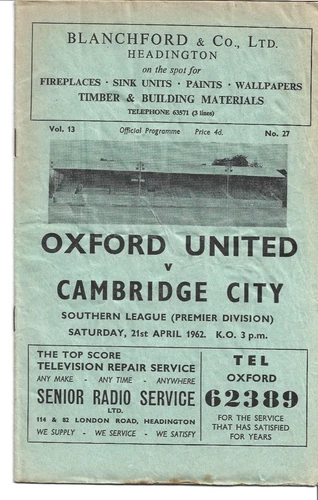 BLANCHFORD & Co., LTD.
HEADINGTON
on the spot for
FIREPLACES · SINK UNITS · PAINTS · WALLPAPERS
TIMBER & BUILDING MATERIALS
TELEPHONE 63571 (3 lines)
Vol. 13 Official Programme Price 4d. No. 27
OXFORD UNITED
v
CAMBRIDGE CITY
SOUTHERN LEAGUE (PREMIER DIVISION)
SATURDAY, 21st APRIL 1962. K.O. 3 p.m.
THE TOP SCORE
TELEVISION REPAIR SERVICE
ANY MAKE - ANY TIME - ANYWHERE
SENIOR RADIO SERVICE
LTD.
114 & 82 LONDON ROAD, HEADINGTON
WE SUPPLY - WE SERVICE - WE SATISFY
TEL
OXFORD
62389
FOR THE SERVICE
THAT HAS SATISFIED
FOR YEARS